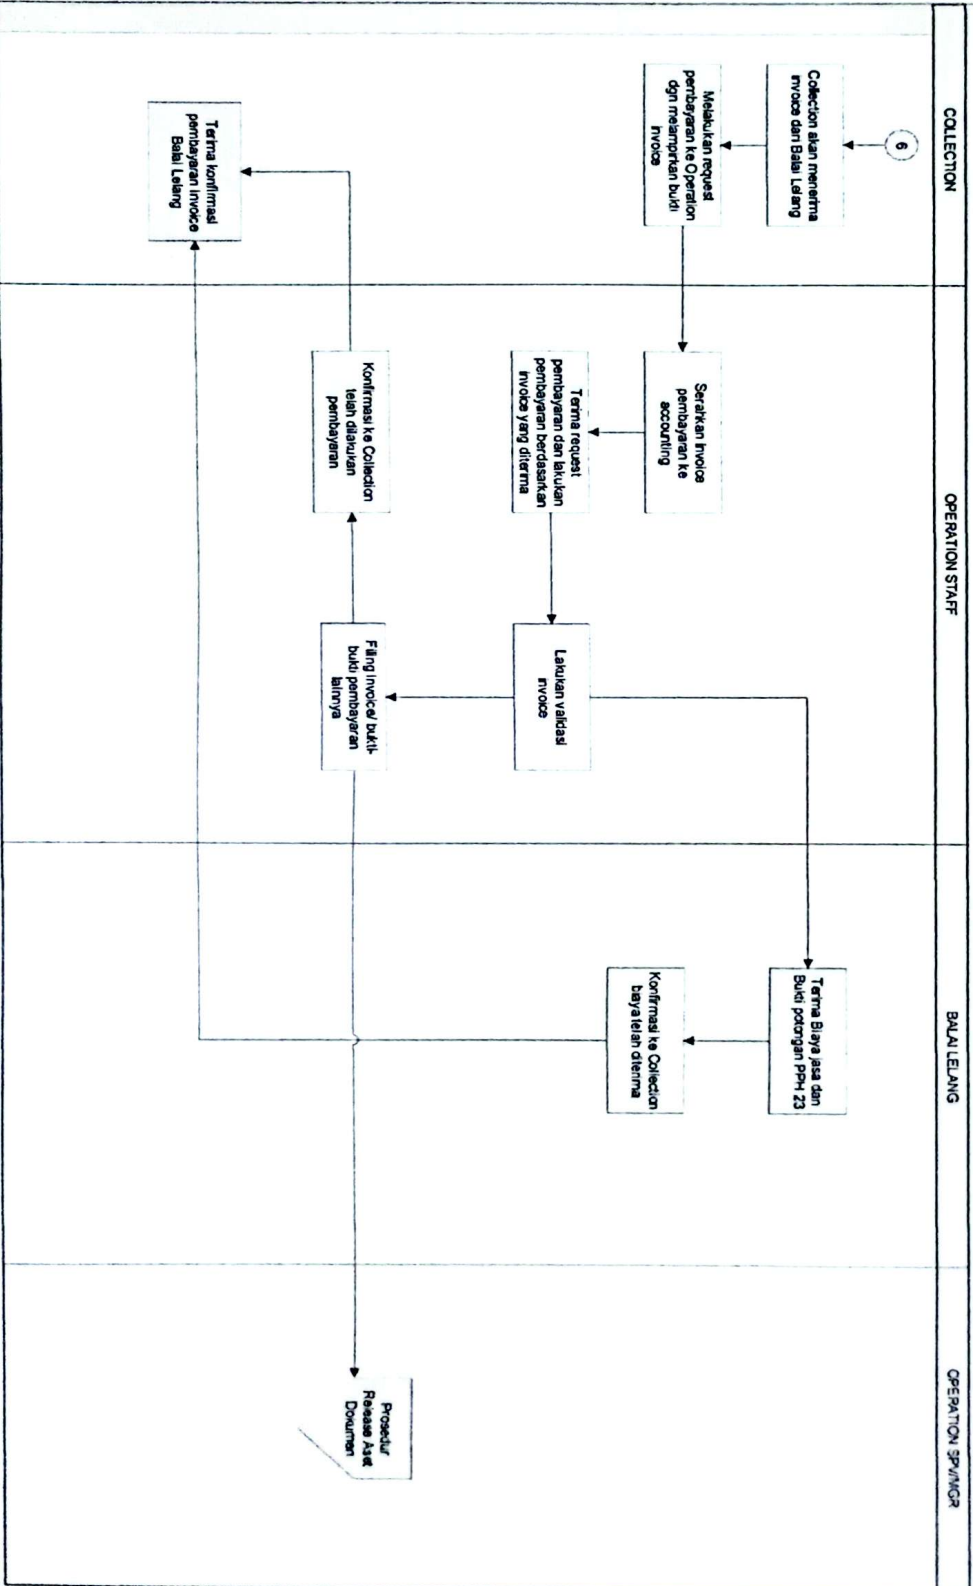 COLLECTION
OPERATION STAFF
BALAI LELANG
OPERATION SPV/MGR
6
Collection akan menerima
invoice dari Balai Lelang
Melakukan request
pembayaran ke Operation
dgn melampirkan bukti
invoice
Serahkan invoice
pembayaran ke
accounting
Terima request
pembayaran dan lakukan
pembayaran berdasarkan
invoice yang diterima
Lakukan validasi
invoice
Terima Biaya jasa dan
Bukti potongan PPH 23
Konfirmasi ke Collection
biaya telah diterima
Filing invoice/ bukti-
bukti pembayaran
lainnya
Konfirmasi ke Collection
telah dilakukan
pembayaran
Terima konfirmasi
pembayaran invoice
Balai Lelang
Prosedur
Release Aset
Dokumen